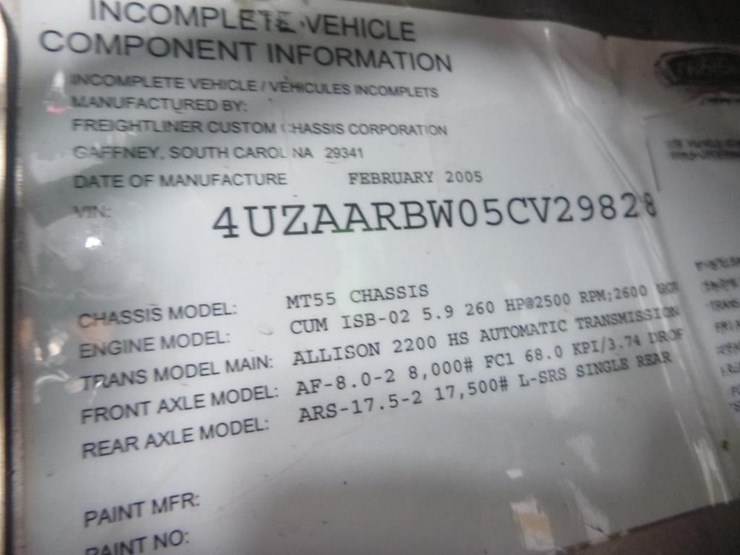 INCOMPLETE VEHICLE
COMPONENT INFORMATION
INCOMPLETE VEHICLE / VEHICULES INCOMPLETS
MANUFACTURED BY:
FREIGHTLINER CUSTOM CHASSIS CORPORATION
GAFFNEY, SOUTH CAROLINA 29341
DATE OF MANUFACTURE FEBRUARY 2005
VIN: 4UZAARBW05CV29828
CHASSIS MODEL: MT55 CHASSIS
ENGINE MODEL: CUM ISB-02 5.9 260 HP@2500 RPM;2600
TRANS MODEL MAIN: ALLISON 2200 HS AUTOMATIC TRANSMISSION
FRONT AXLE MODEL: AF-8.0-2 8,000# FC1 68.0 KPI/3.74 DROP
REAR AXLE MODEL: ARS-17.5-2 17,500# L-SRS SINGLE REAR
PAINT MFR:
PAINT NO: